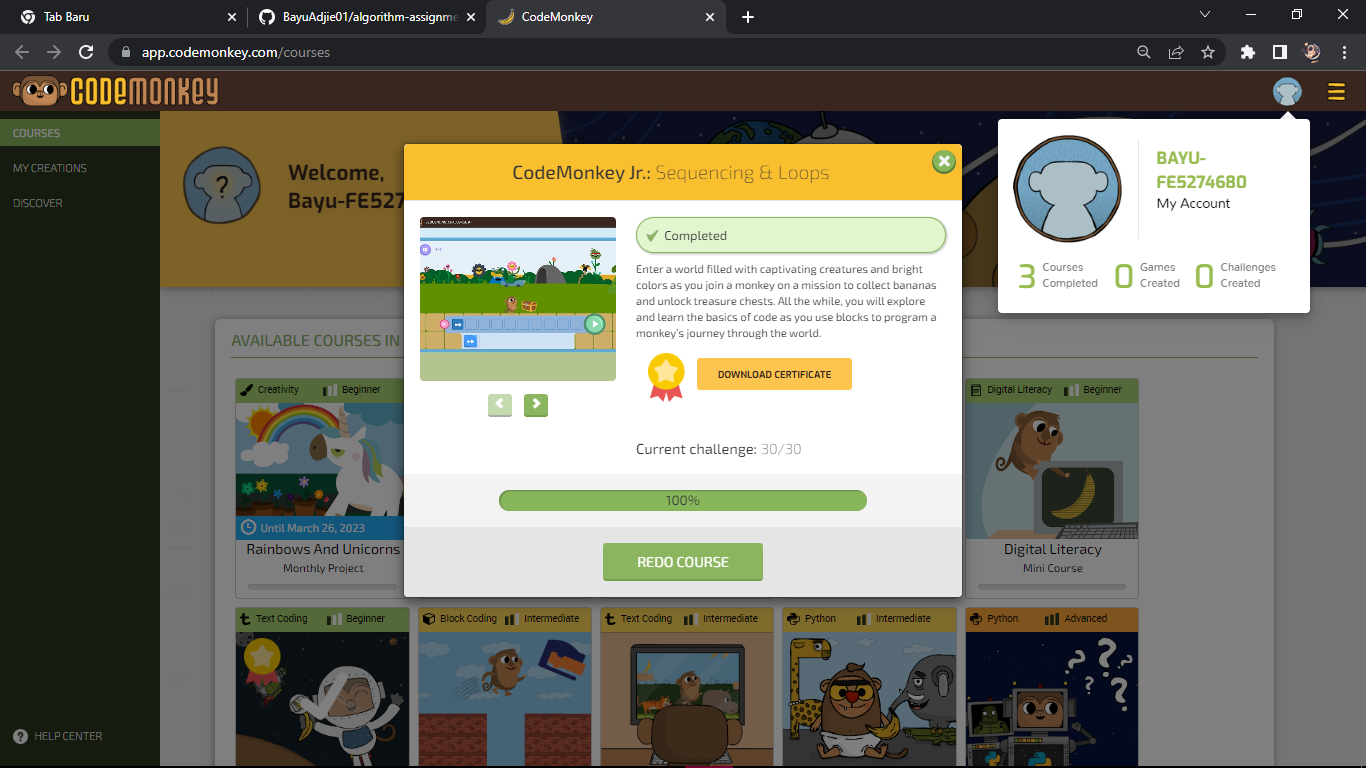 Tab Baru
BayuAdjie01/algorithm-assignme
CodeMonkey
app.codemonkey.com/courses
CODEMONKEY
COURSES
MY CREATIONS
DISCOVER
HELP CENTER
?
Welcome,
Bayu-FE527
BAYU-
FE5274680
My Account
3 Courses Completed
0 Games Created
0 Challenges Created
CodeMonkey Jr.: Sequencing & Loops
Completed
Enter a world filled with captivating creatures and bright
colors as you join a monkey on a mission to collect bananas
and unlock treasure chests. All the while, you will explore
and learn the basics of code as you use blocks to program a
monkey's journey through the world.
DOWNLOAD CERTIFICATE
Current challenge: 30/30
100%
REDO COURSE
AVAILABLE COURSES IN
Creativity Beginner
Until March 26, 2023
Rainbows And Unicorns
Monthly Project
Digital Literacy Beginner
Digital Literacy
Mini Course
Text Coding Beginner
Block Coding Intermediate
Text Coding Intermediate
Python Intermediate
Python Advanced
? ? ? ?